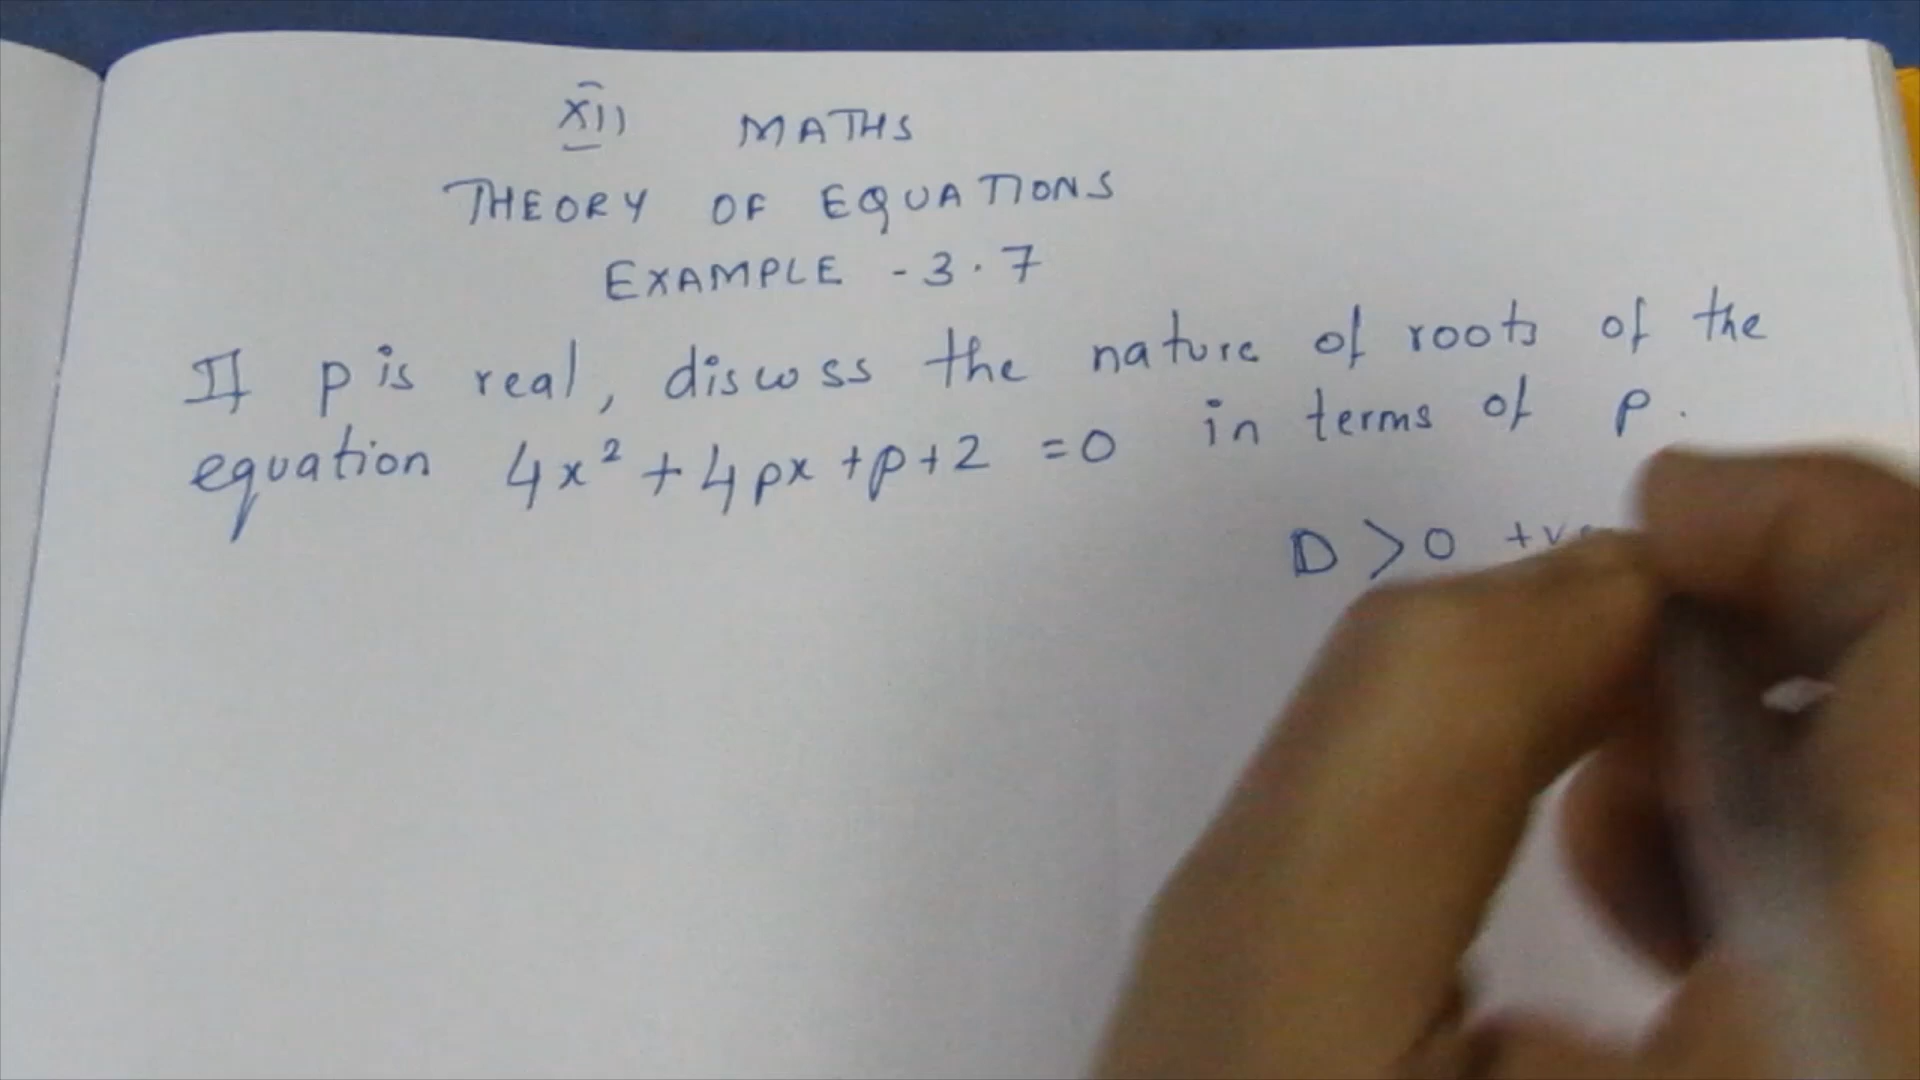 XII MATHS
THEORY OF EQUATIONS
EXAMPLE - 3.7
If p is real, discuss the nature of roots of the
equation 4x² + 4px + p + 2 = 0 in terms of p.
D > 0